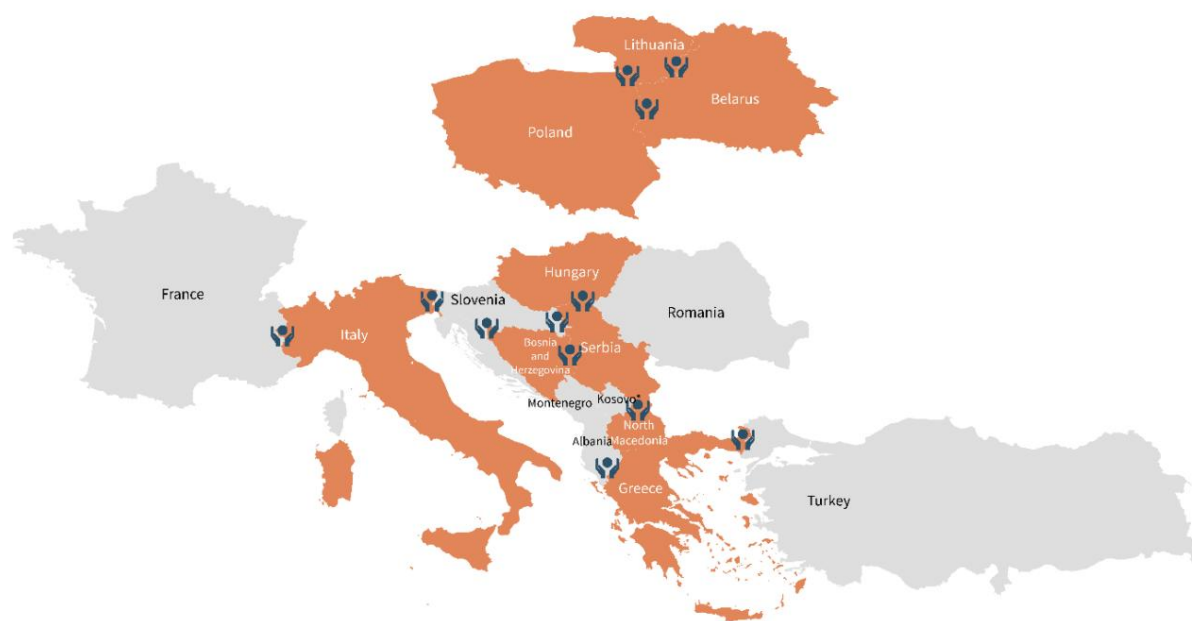 Lithuania
Belarus
Poland
Hungary
France
Slovenia
Romania
Italy
Bosnia
and
Herzegovina
Serbia
Kosovo*
Montenegro
North
Macedonia
Albania
Greece
Turkey